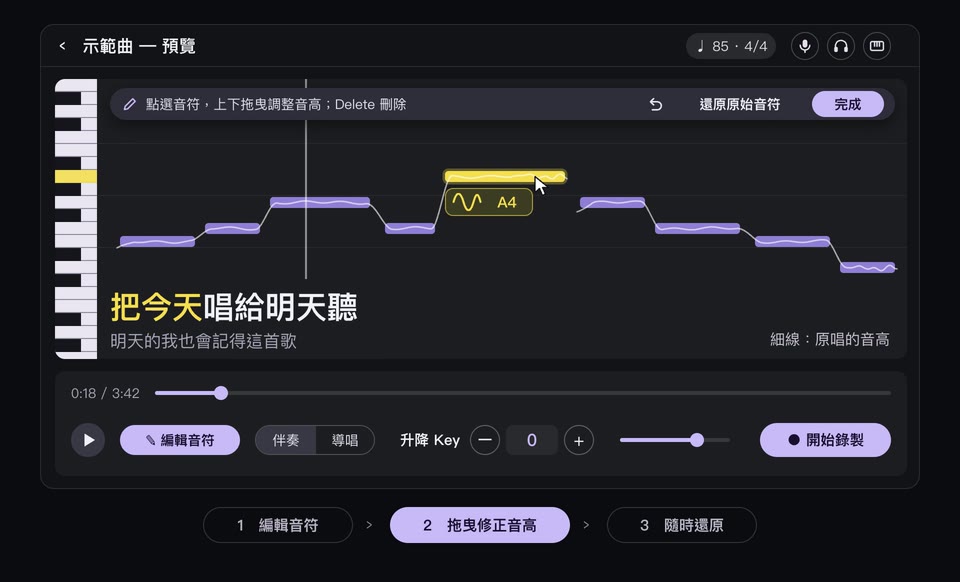 示範曲 — 預覽
♩ 85 · 4/4
點選音符，上下拖曳調整音高；Delete 刪除
還原原始音符
完成
A4
把今天唱給明天聽
明天的我也會記得這首歌
細線：原唱的音高
0:18 / 3:42
✎ 編輯音符
伴奏
導唱
升降 Key
0
開始錄製
1 編輯音符
2 拖曳修正音高
3 隨時還原